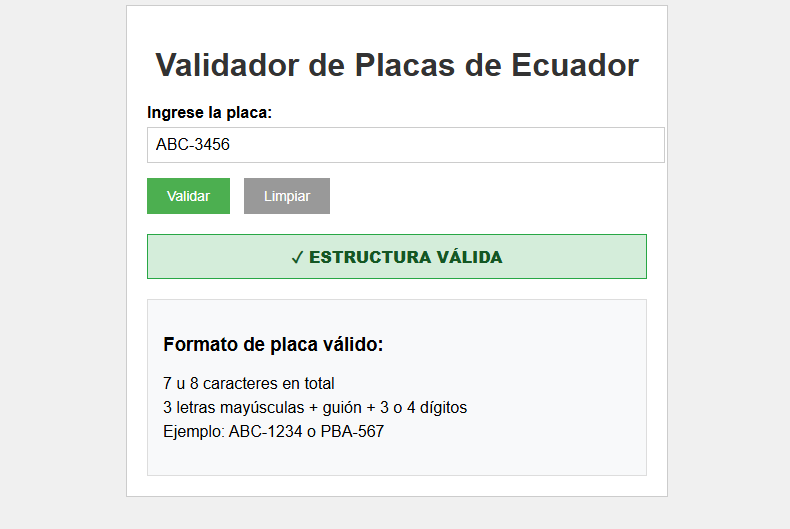 Validador de Placas de Ecuador
Ingrese la placa:
ABC-3456
Validar Limpiar
✓ ESTRUCTURA VÁLIDA
Formato de placa válido:
7 u 8 caracteres en total
3 letras mayúsculas + guión + 3 o 4 dígitos
Ejemplo: ABC-1234 o PBA-567